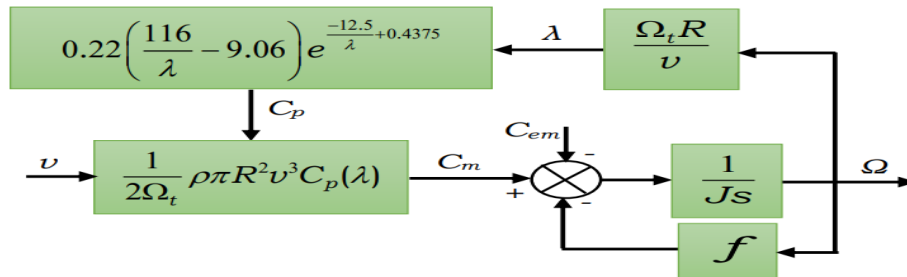 0.22(116/λ − 9.06)e^(−12.5/λ + 0.4375)
λ
Ω_t R / υ
C_p
υ
1/(2Ω_t) ρπR²υ³C_p(λ)
C_m
C_em
-
+
-
1/Js
Ω
f